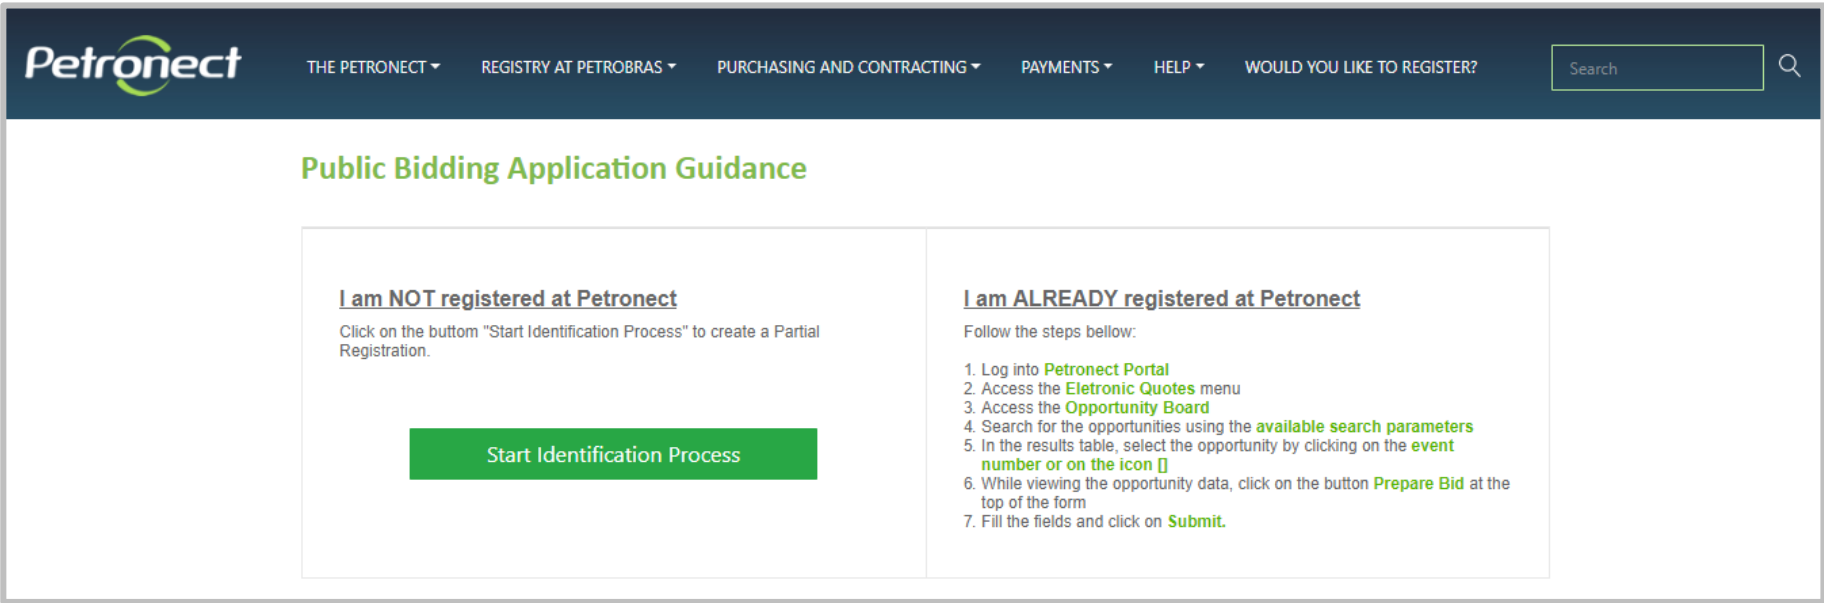 Petronect
THE PETRONECT
REGISTRY AT PETROBRAS
PURCHASING AND CONTRACTING
PAYMENTS
HELP
WOULD YOU LIKE TO REGISTER?
Search
Public Bidding Application Guidance
I am NOT registered at Petronect
Click on the buttom "Start Identification Process" to create a Partial
Registration.
Start Identification Process
I am ALREADY registered at Petronect
Follow the steps bellow:
1. Log into Petronect Portal
2. Access the Eletronic Quotes menu
3. Access the Opportunity Board
4. Search for the opportunities using the available search parameters
5. In the results table, select the opportunity by clicking on the event
number or on the icon []
6. While viewing the opportunity data, click on the button Prepare Bid at the
top of the form
7. Fill the fields and click on Submit.